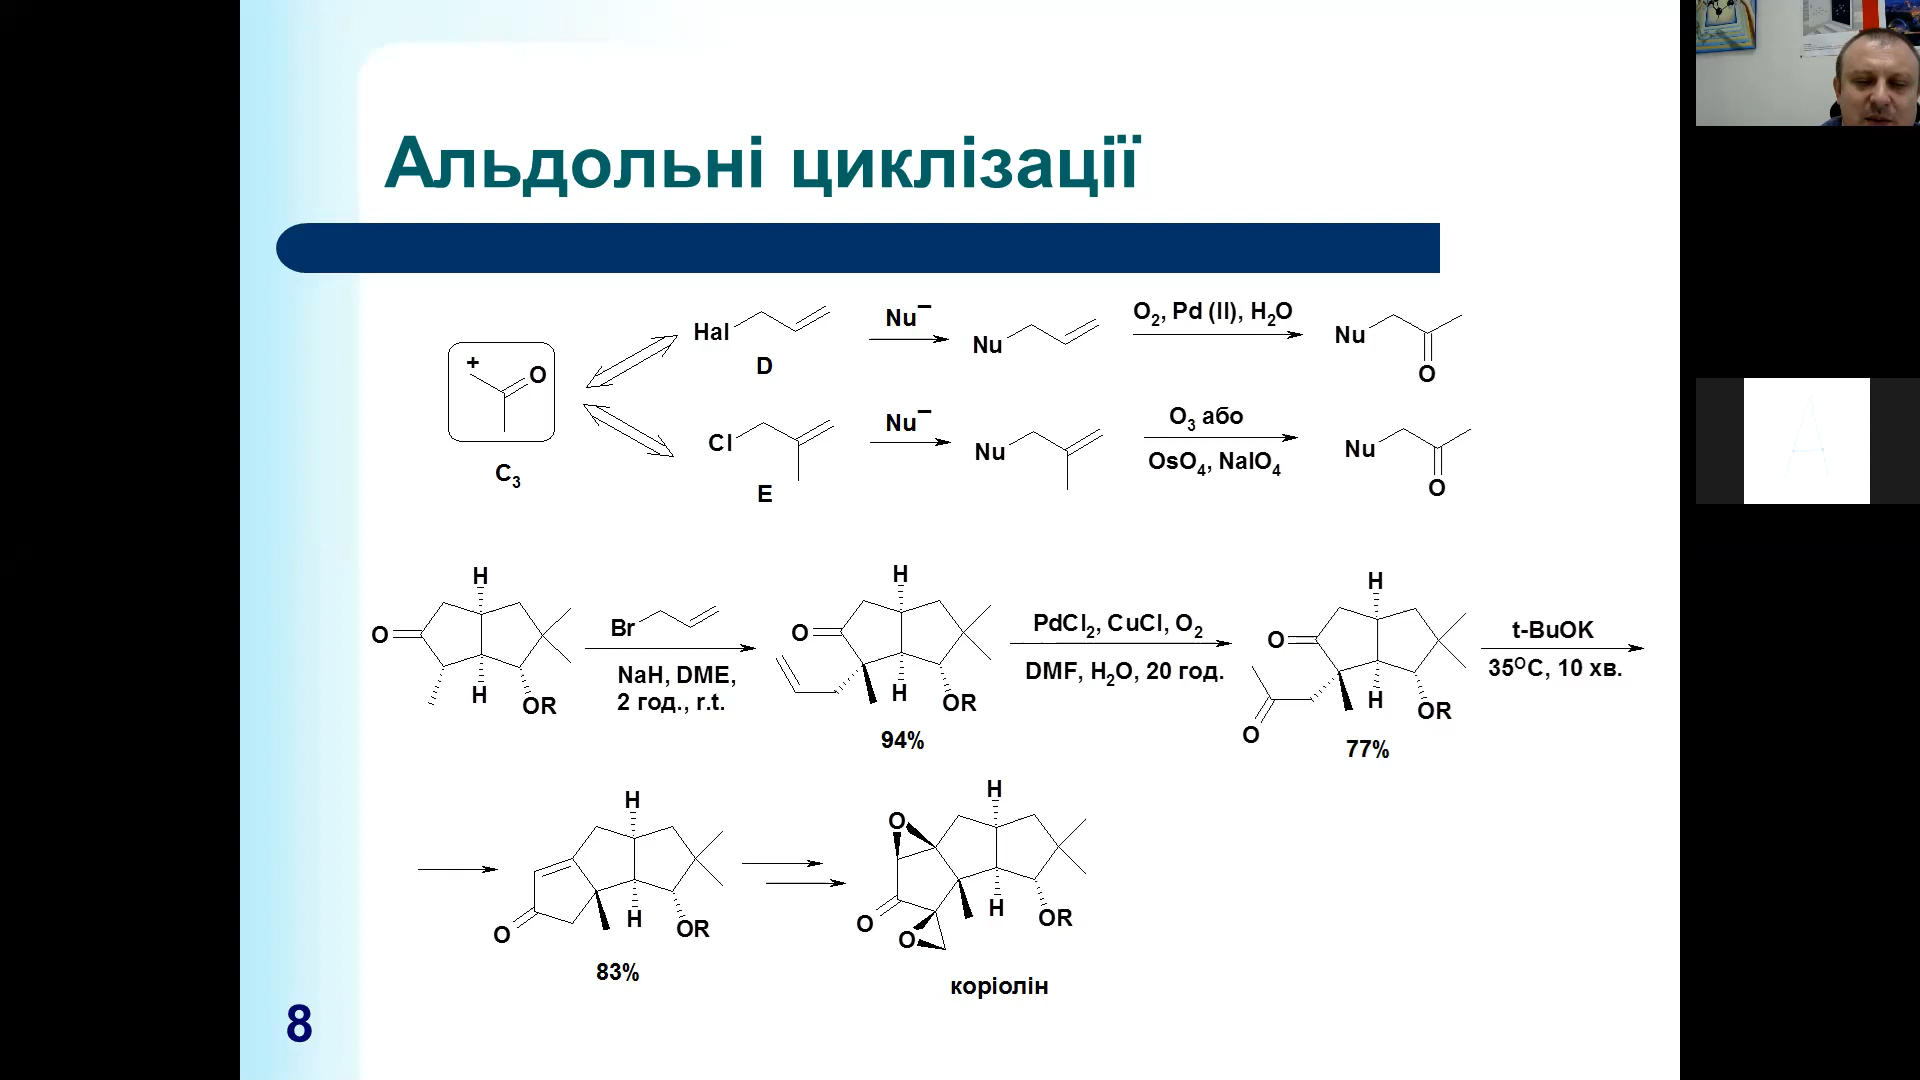 Альдольні циклізації
Hal
D
Nu⁻
Nu
O₂, Pd (II), H₂O
Nu
O
+
O
C₃
Cl
E
Nu⁻
Nu
O₃ або
OsO₄, NaIO₄
Nu
O
O
H
H
OR
Br
NaH, DME,
2 год., r.t.
O
H
H
OR
94%
PdCl₂, CuCl, O₂
DMF, H₂O, 20 год.
O
O
H
H
OR
77%
t-BuOK
35ᴼC, 10 хв.
O
H
H
OR
83%
O
O
O
H
H
OR
коріолін
8